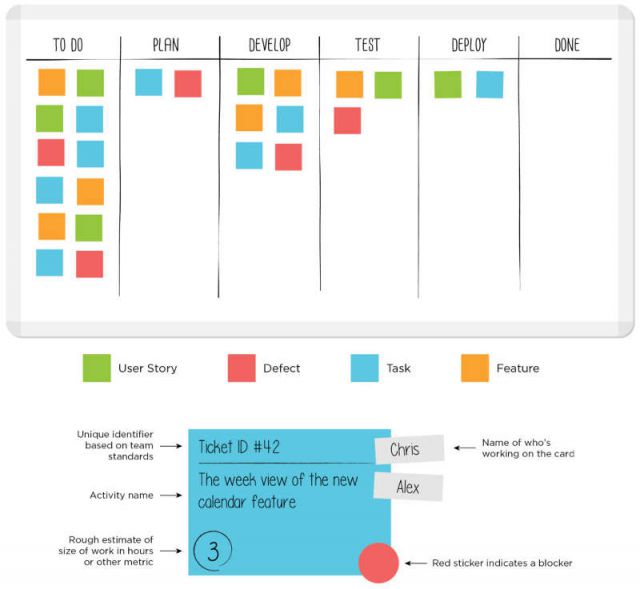 TO DO PLAN DEVELOP TEST DEPLOY DONE
User Story Defect Task Feature
Unique identifier
based on team
standards
Ticket ID #42
Chris
Name of who's
working on the card
Activity name
The week view of the new
calendar feature
Alex
Rough estimate of
size of work in hours
or other metric
3
Red sticker indicates a blocker